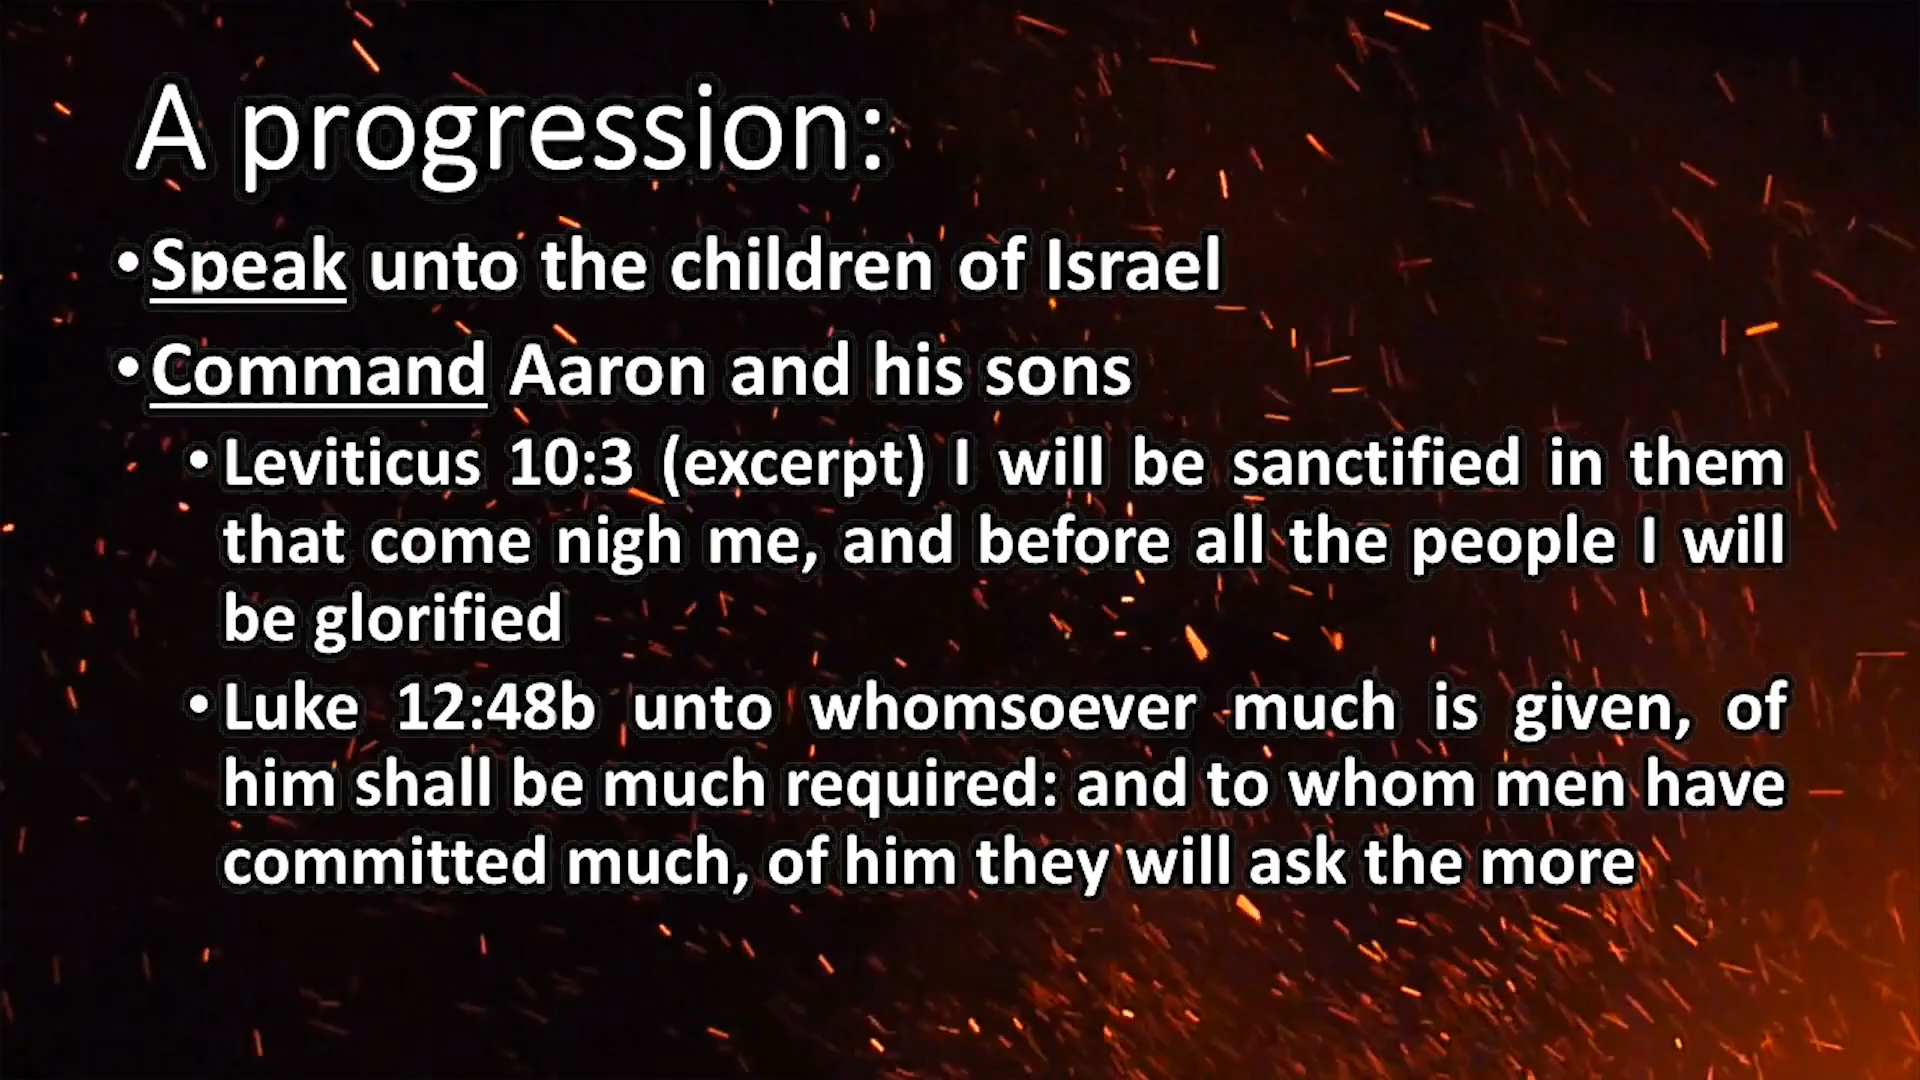 A progression:
• Speak unto the children of Israel
• Command Aaron and his sons
• Leviticus 10:3 (excerpt) I will be sanctified in them
that come nigh me, and before all the people I will
be glorified
• Luke 12:48b unto whomsoever much is given, of
him shall be much required: and to whom men have
committed much, of him they will ask the more